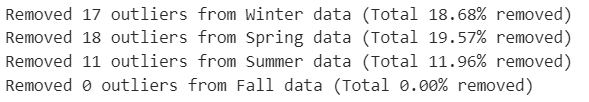 Removed 17 outliers from Winter data (Total 18.68% removed)
Removed 18 outliers from Spring data (Total 19.57% removed)
Removed 11 outliers from Summer data (Total 11.96% removed)
Removed 0 outliers from Fall data (Total 0.00% removed)